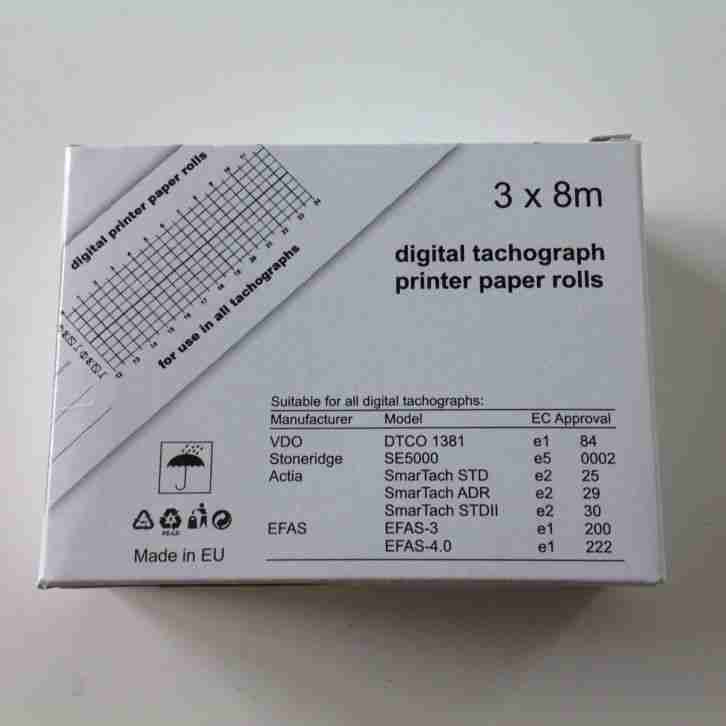 3 x 8m
digital tachograph
printer paper rolls
digital printer paper rolls
for use in all tachographs
Suitable for all digital tachographs:
Manufacturer Model EC Approval
VDO DTCO 1381 e1 84
Stoneridge SE5000 e5 0002
Actia SmarTach STD e2 25
SmarTach ADR e2 29
SmarTach STDII e2 30
EFAS EFAS-3 e1 200
EFAS-4.0 e1 222
Made in EU